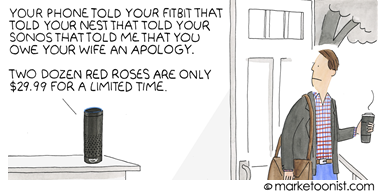 YOUR PHONE TOLD YOUR FITBIT THAT
TOLD YOUR NEST THAT TOLD YOUR
SONOS THAT TOLD ME THAT YOU
OWE YOUR WIFE AN APOLOGY.
TWO DOZEN RED ROSES ARE ONLY
$29.99 FOR A LIMITED TIME.
© marketoonist.com